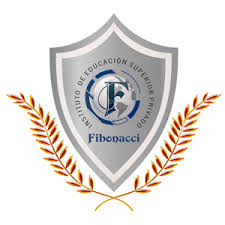 INSTITUTO DE EDUCACIÓN SUPERIOR PRIVADO
F
Fibonacci